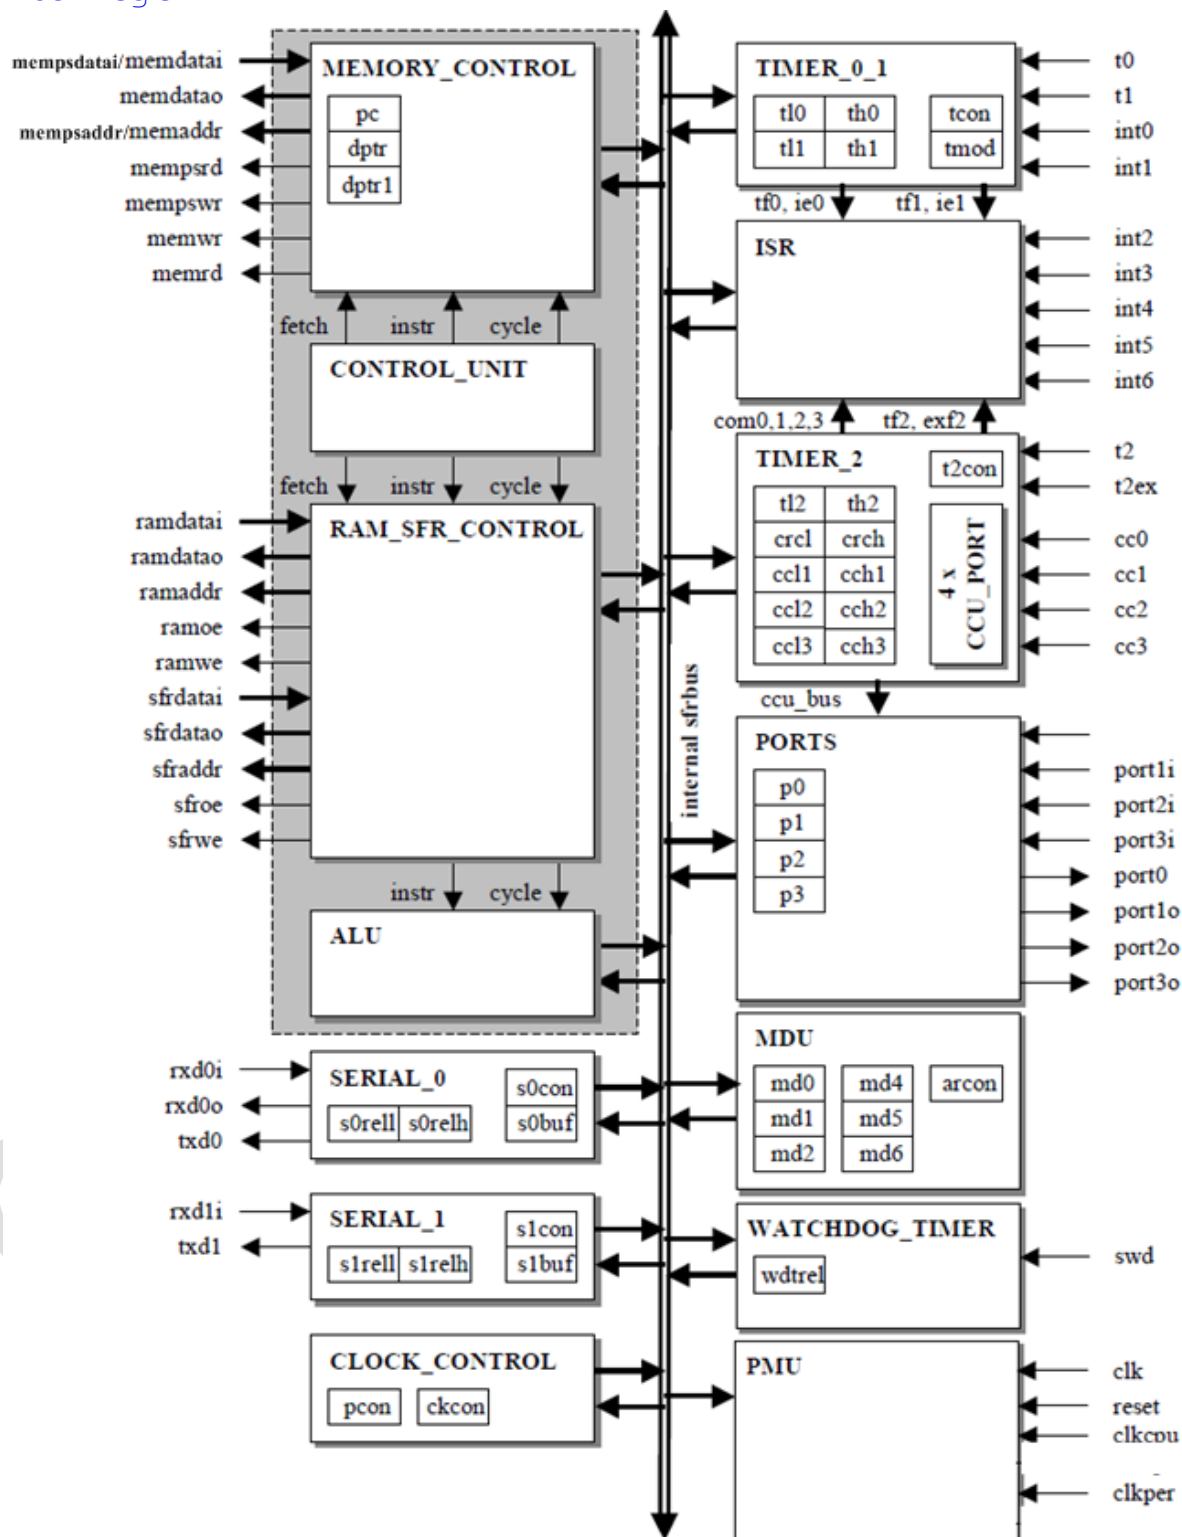 mempsdatai/memdatai
memdatao
mempsaddr/memaddr
mempsrd
mempswr
memwr
memrd
MEMORY_CONTROL
pc
dptr
dptr1
fetch instr cycle
CONTROL_UNIT
fetch instr cycle
ramdatai
ramdatao
ramaddr
ramoe
ramwe
sfrdatai
sfrdatao
sfraddr
sfroe
sfrwe
RAM_SFR_CONTROL
instr cycle
ALU
rxd0i
rxd0o
txd0
SERIAL_0
s0con
s0rell s0relh s0buf
rxd1i
txd1
SERIAL_1
s1con
s1rell s1relh s1buf
CLOCK_CONTROL
pcon ckcon
internal sfrbus
TIMER_0_1
tl0 th0 tcon
tl1 th1 tmod
t0
t1
int0
int1
tf0, ie0 tf1, ie1
ISR
int2
int3
int4
int5
int6
com0,1,2,3 tf2, exf2
TIMER_2
t2con
tl2 th2
crcl crch
ccl1 cch1
ccl2 cch2
ccl3 cch3
4 x
CCU_PORT
t2
t2ex
cc0
cc1
cc2
cc3
ccu_bus
PORTS
p0
p1
p2
p3
port1i
port2i
port3i
port0
port1o
port2o
port3o
MDU
md0 md4 arcon
md1 md5
md2 md6
WATCHDOG_TIMER
wdtrel
swd
PMU
clk
reset
clkcpu
clkper